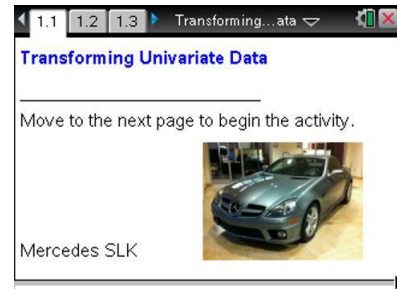 1.1 1.2 1.3 Transforming...ata
Transforming Univariate Data
Move to the next page to begin the activity.
Mercedes SLK